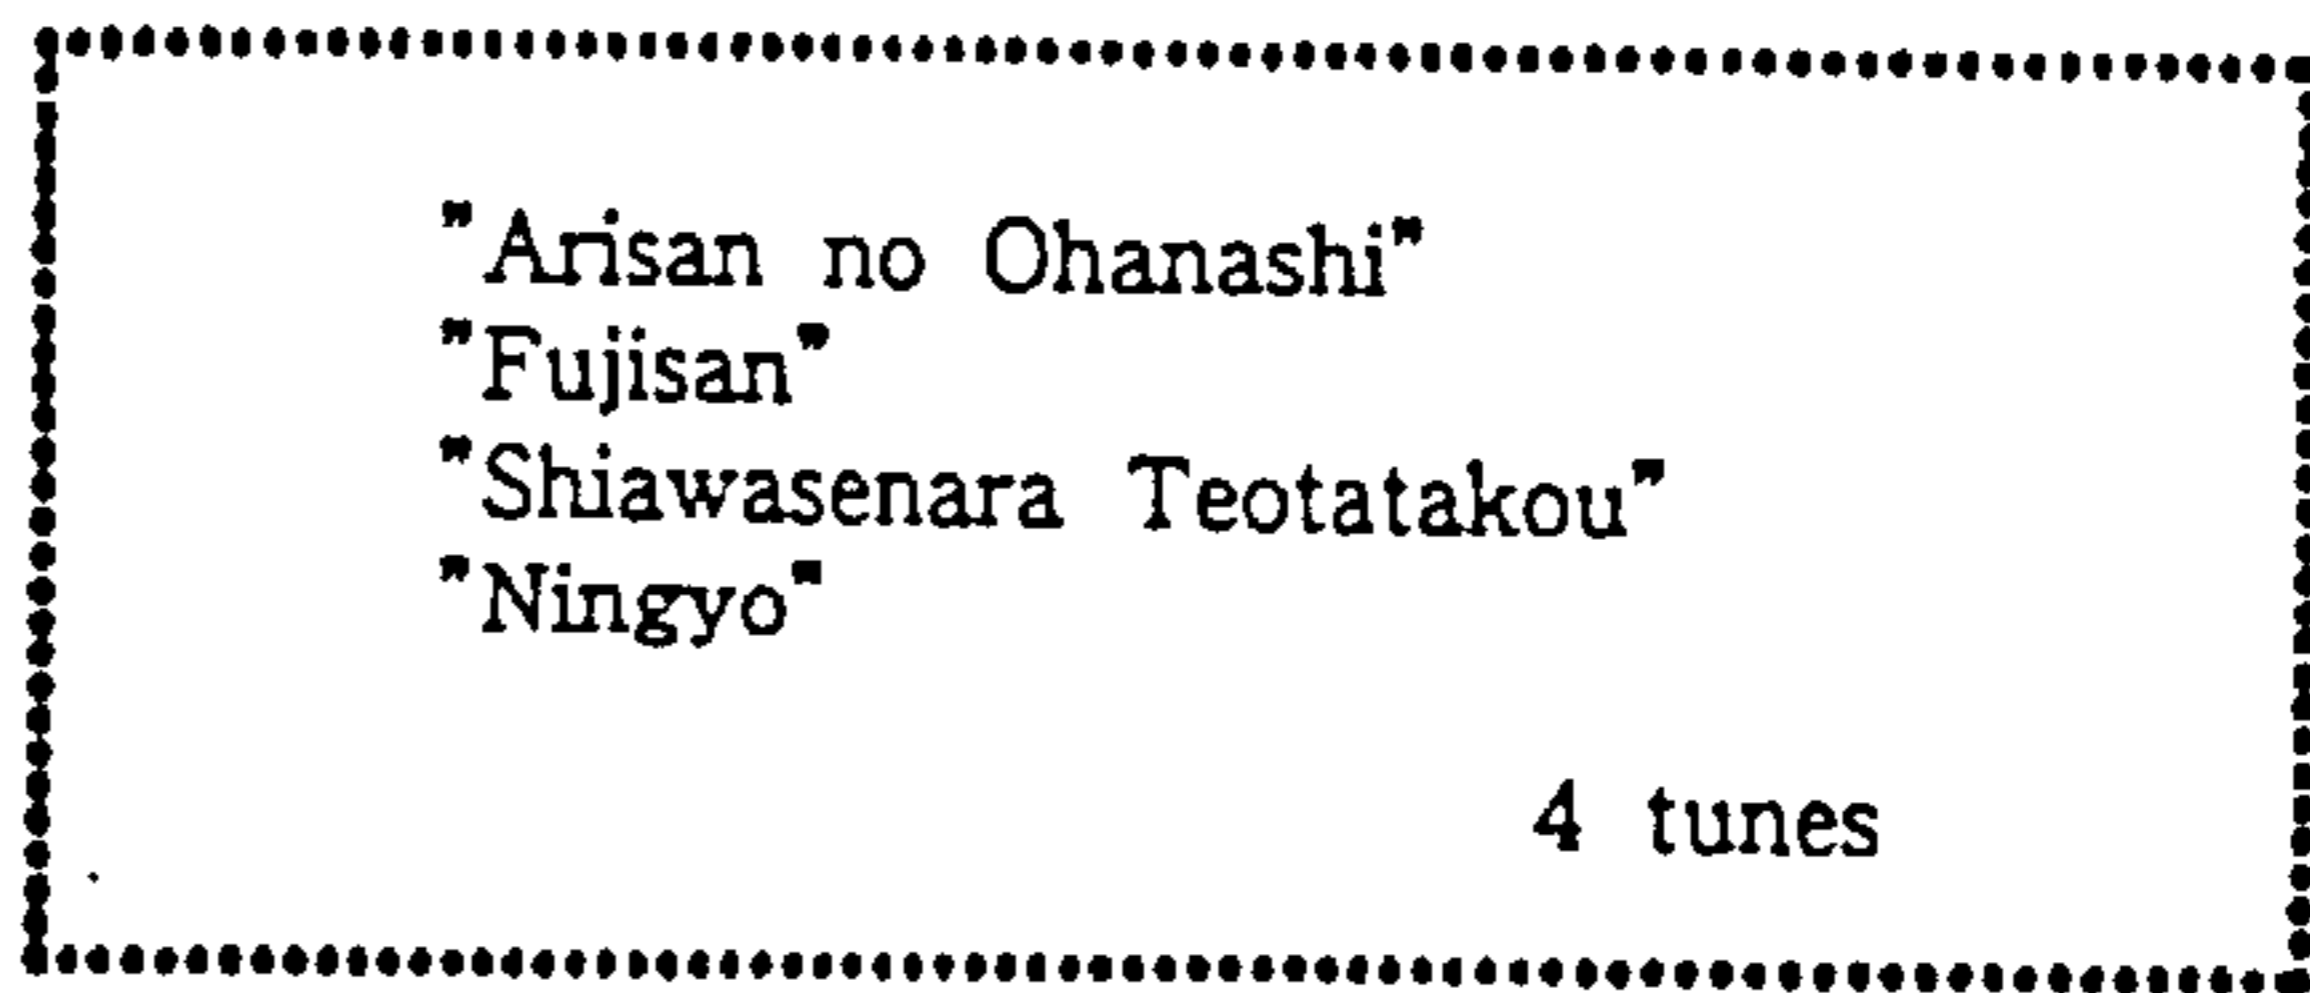 "Arisan no Ohanashi"
"Fujisan"
"Shiawasenara Teotatakou"
"Ningyo"
4 tunes